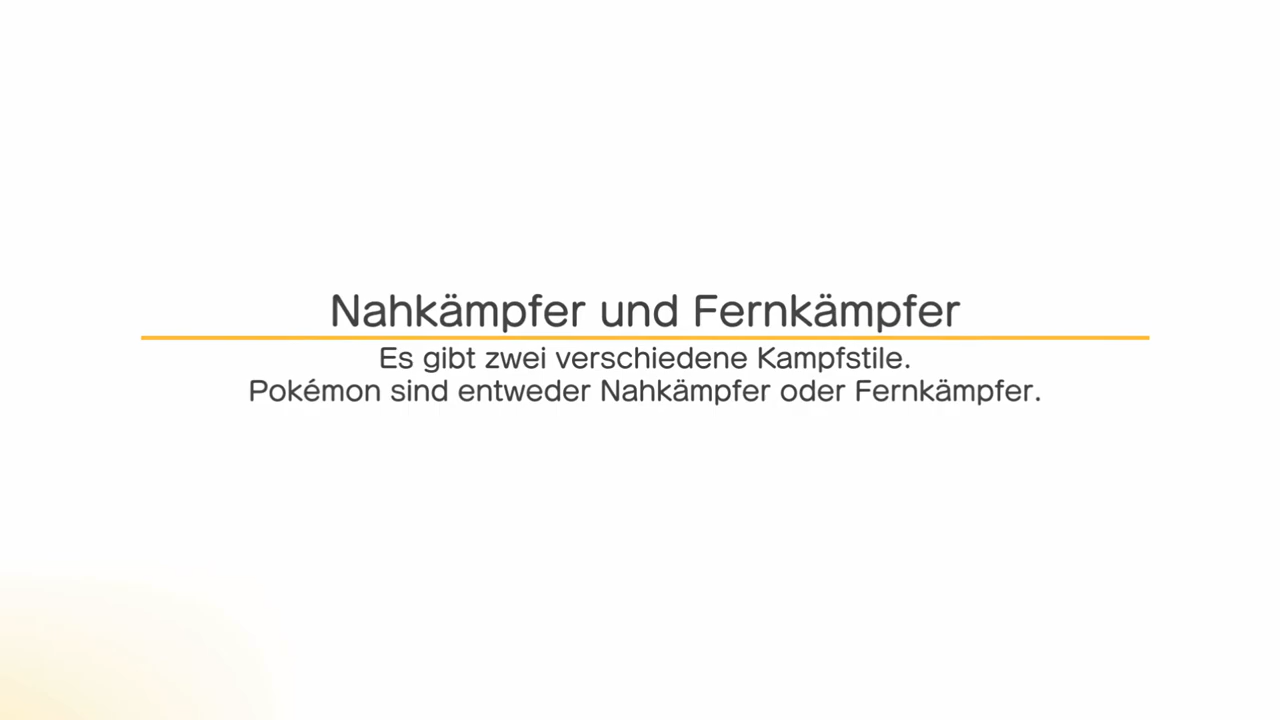 Nahkämpfer und Fernkämpfer
Es gibt zwei verschiedene Kampfstile.
Pokémon sind entweder Nahkämpfer oder Fernkämpfer.